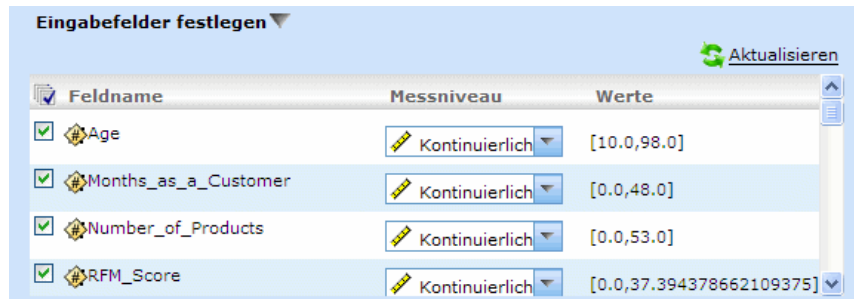 Eingabefelder festlegen
Aktualisieren
Feldname Messniveau Werte
Age Kontinuierlich [10.0,98.0]
Months_as_a_Customer Kontinuierlich [0.0,48.0]
Number_of_Products Kontinuierlich [0.0,53.0]
RFM_Score Kontinuierlich [0.0,37.394378662109375]